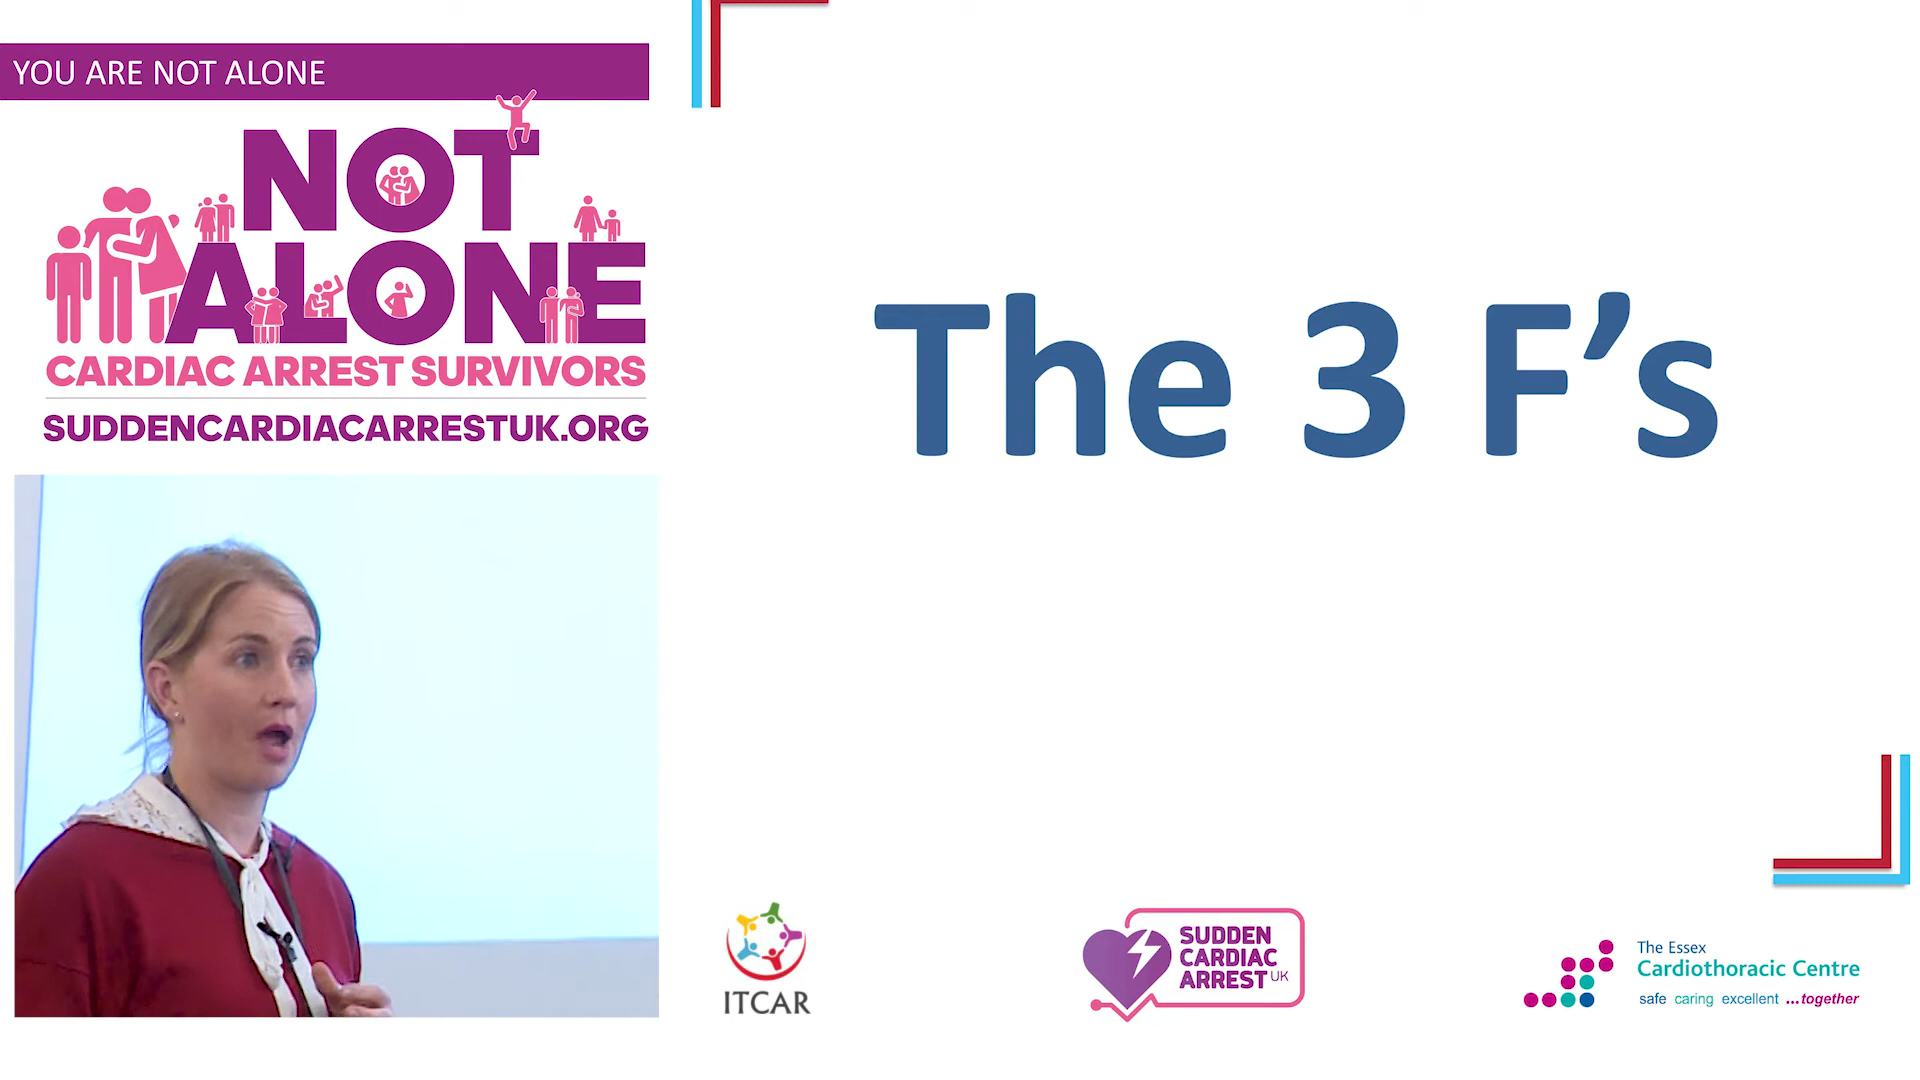 YOU ARE NOT ALONE
NOT
ALONE
CARDIAC ARREST SURVIVORS
SUDDENCARDIACARRESTUK.ORG
The 3 F’s
ITCAR
SUDDEN
CARDIAC
ARREST UK
The Essex
Cardiothoracic Centre
safe caring excellent ...together